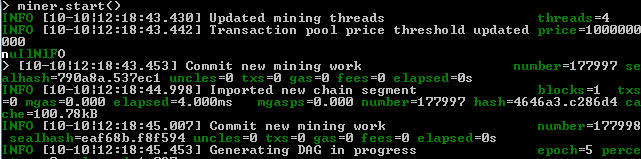 > miner.start()
INFO [10-10|12:18:43.430] Updated mining threads threads=4
INFO [10-10|12:18:43.442] Transaction pool price threshold updated price=1000000
000
nuIlNlFO
> [10-10|12:18:43.453] Commit new mining work number=177997 se
alhash=790a8a.537ec1 uncles=0 txs=0 gas=0 fees=0 elapsed=0s
INFO [10-10|12:18:44.998] Imported new chain segment blocks=1 txs
=0 mgas=0.000 elapsed=4.000ms mgasps=0.000 number=177997 hash=4646a3.c286d4 ca
che=100.78kB
INFO [10-10|12:18:45.007] Commit new mining work number=177998
sealhash=eaf68b.f8f594 uncles=0 txs=0 gas=0 fees=0 elapsed=0s
INFO [10-10|12:18:45.453] Generating DAG in progress epoch=5 perce